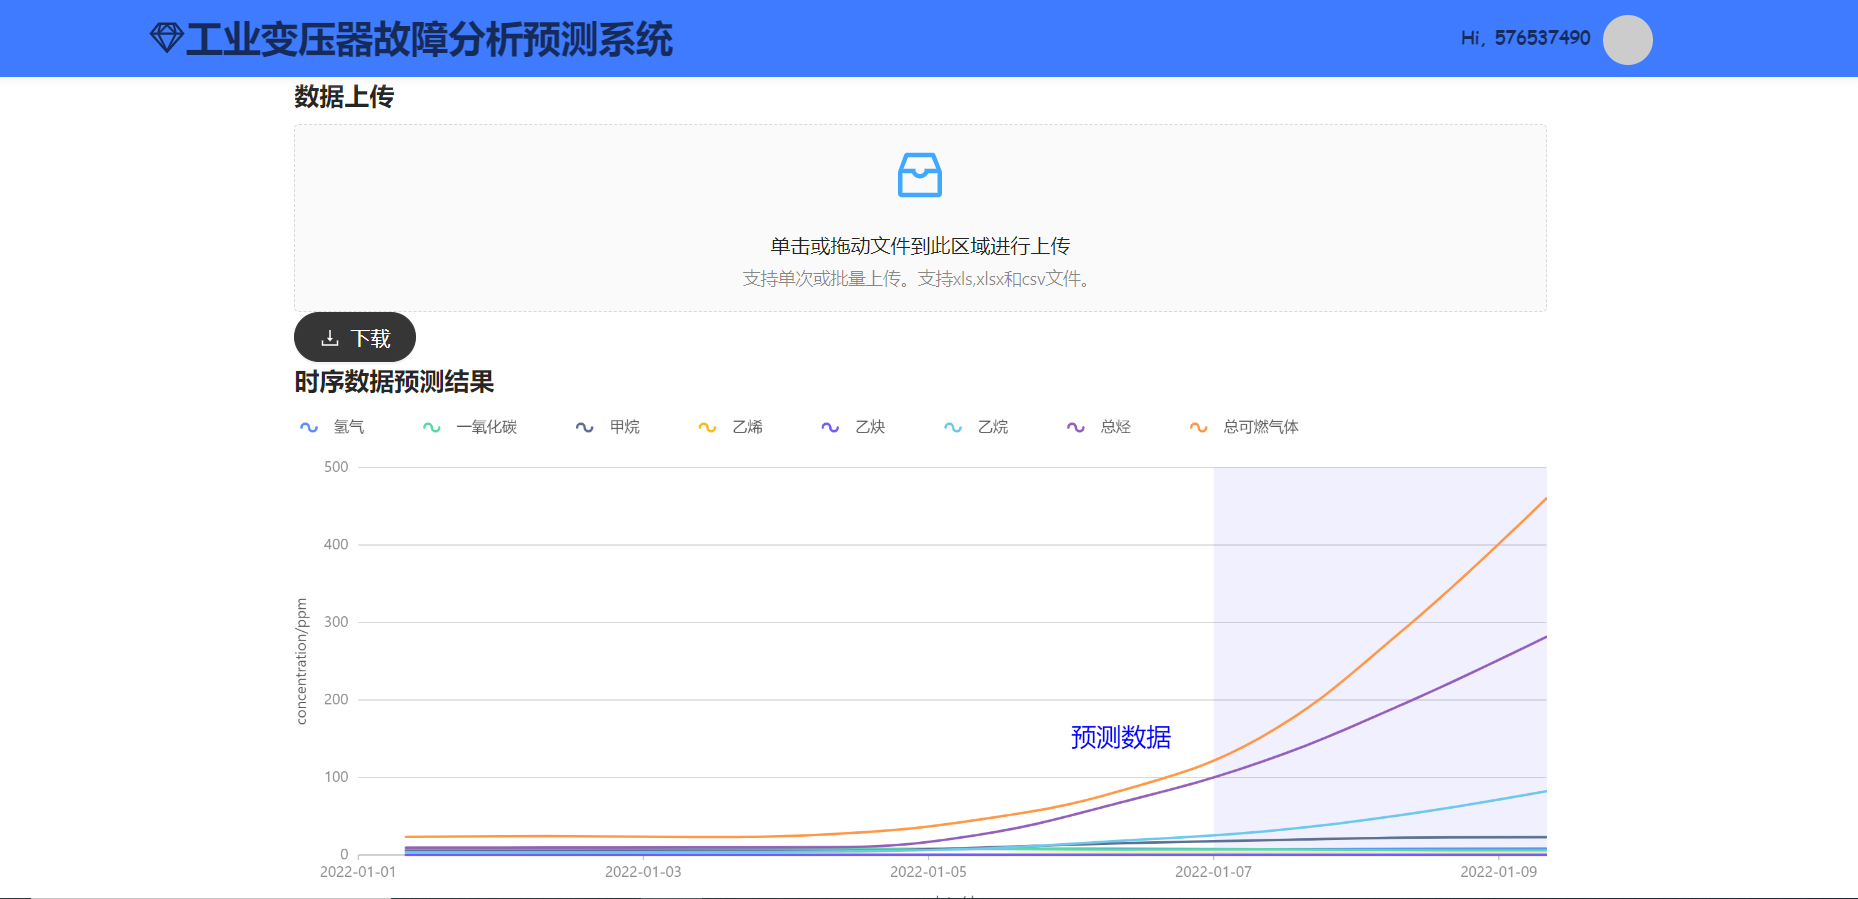 工业变压器故障分析预测系统
Hi, 576537490
数据上传
单击或拖动文件到此区域进行上传
支持单次或批量上传。支持xls,xlsx和csv文件。
下载
时序数据预测结果
氢气 一氧化碳 甲烷 乙烯 乙炔 乙烷 总烃 总可燃气体
500
400
300
200
100
0
concentration/ppm
预测数据
2022-01-01 2022-01-03 2022-01-05 2022-01-07 2022-01-09